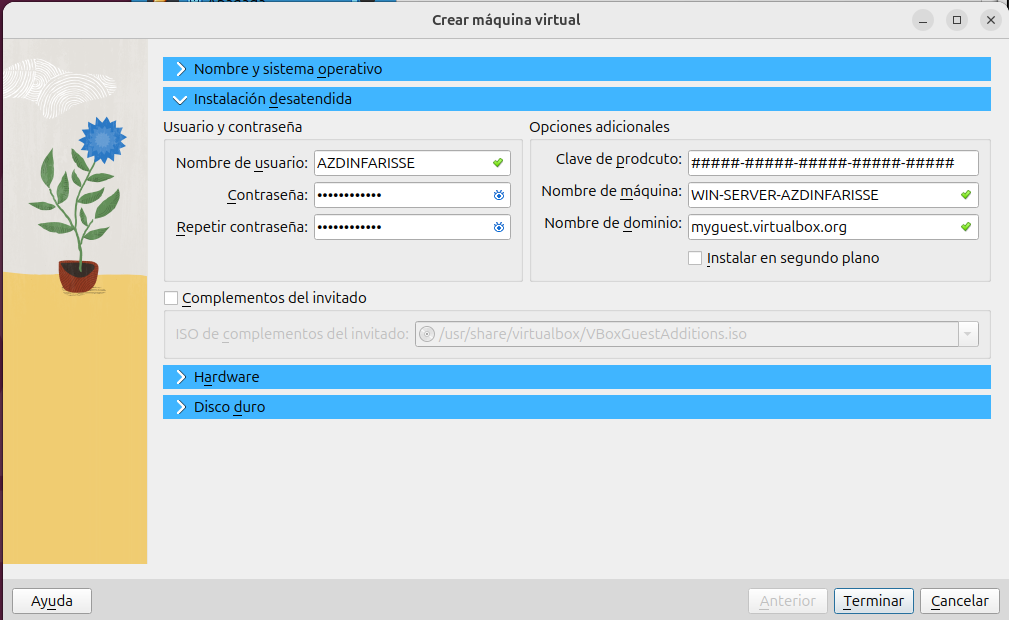 Crear máquina virtual
Nombre y sistema operativo
Instalación desatendida
Usuario y contraseña
Nombre de usuario: AZDINFARISSE
Contraseña: ••••••••••••
Repetir contraseña: ••••••••••••
Opciones adicionales
Clave de prodcuto: #####-#####-#####-#####-#####
Nombre de máquina: WIN-SERVER-AZDINFARISSE
Nombre de dominio: myguest.virtualbox.org
Instalar en segundo plano
Complementos del invitado
ISO de complementos del invitado: /usr/share/virtualbox/VBoxGuestAdditions.iso
Hardware
Disco duro
Ayuda
Anterior
Terminar
Cancelar